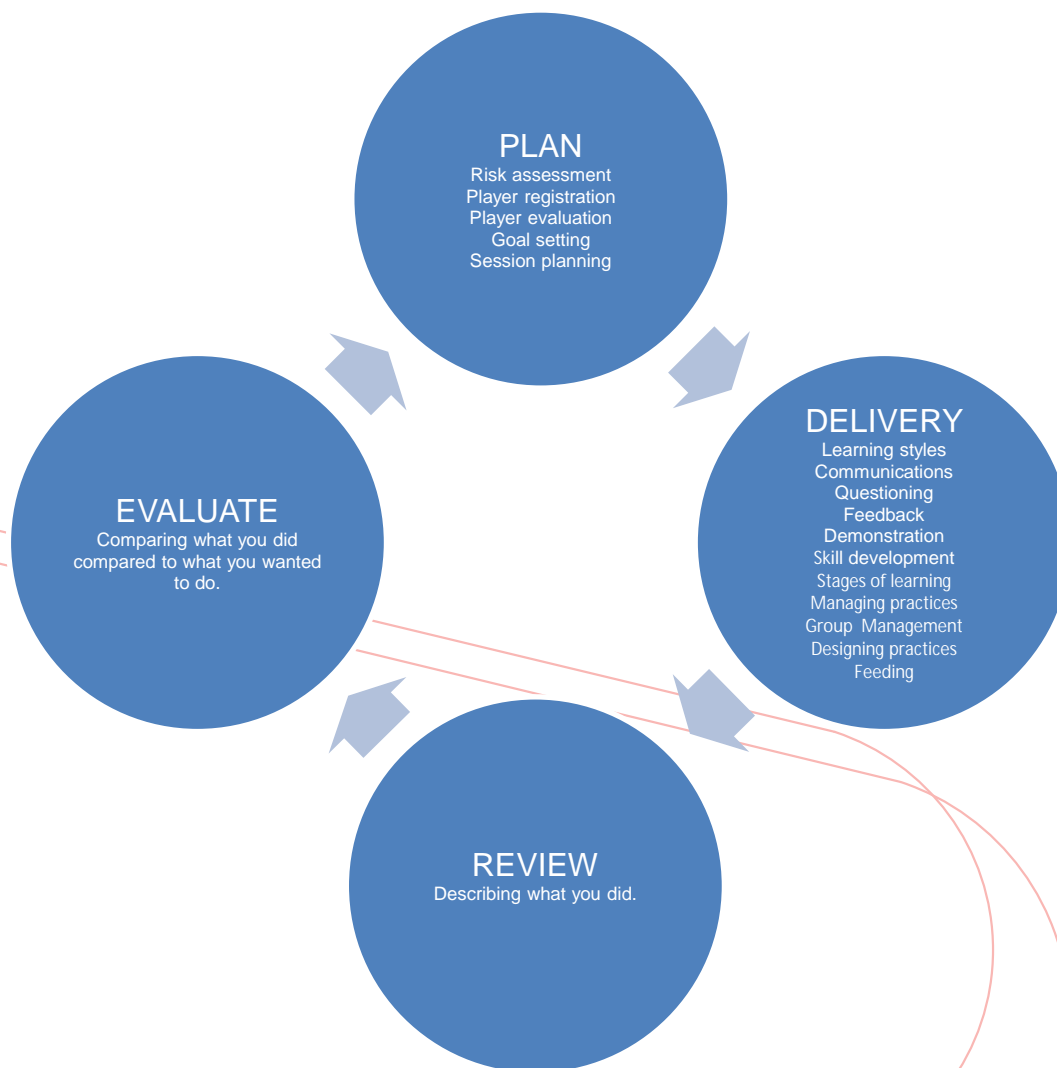 PLAN
Risk assessment
Player registration
Player evaluation
Goal setting
Session planning
DELIVERY
Learning styles
Communications
Questioning
Feedback
Demonstration
Skill development
Stages of learning
Managing practices
Group Management
Designing practices
Feeding
REVIEW
Describing what you did.
EVALUATE
Comparing what you did
compared to what you wanted
to do.